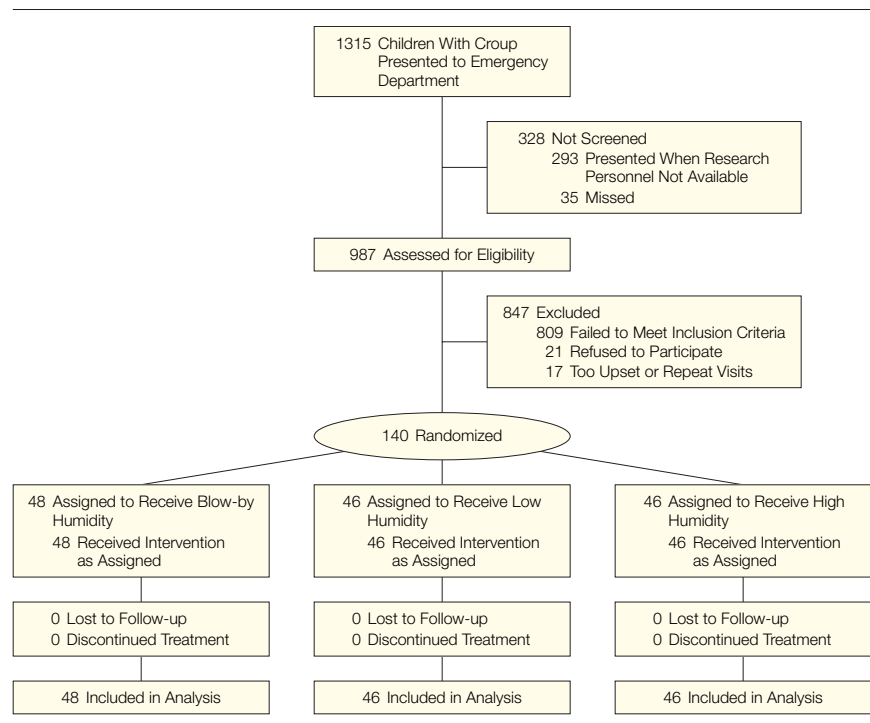 1315 Children With Croup
Presented to Emergency
Department
328 Not Screened
293 Presented When Research
Personnel Not Available
35 Missed
987 Assessed for Eligibility
847 Excluded
809 Failed to Meet Inclusion Criteria
21 Refused to Participate
17 Too Upset or Repeat Visits
140 Randomized
48 Assigned to Receive Blow-by
Humidity
48 Received Intervention
as Assigned
46 Assigned to Receive Low
Humidity
46 Received Intervention
as Assigned
46 Assigned to Receive High
Humidity
46 Received Intervention
as Assigned
0 Lost to Follow-up
0 Discontinued Treatment
0 Lost to Follow-up
0 Discontinued Treatment
0 Lost to Follow-up
0 Discontinued Treatment
48 Included in Analysis
46 Included in Analysis
46 Included in Analysis